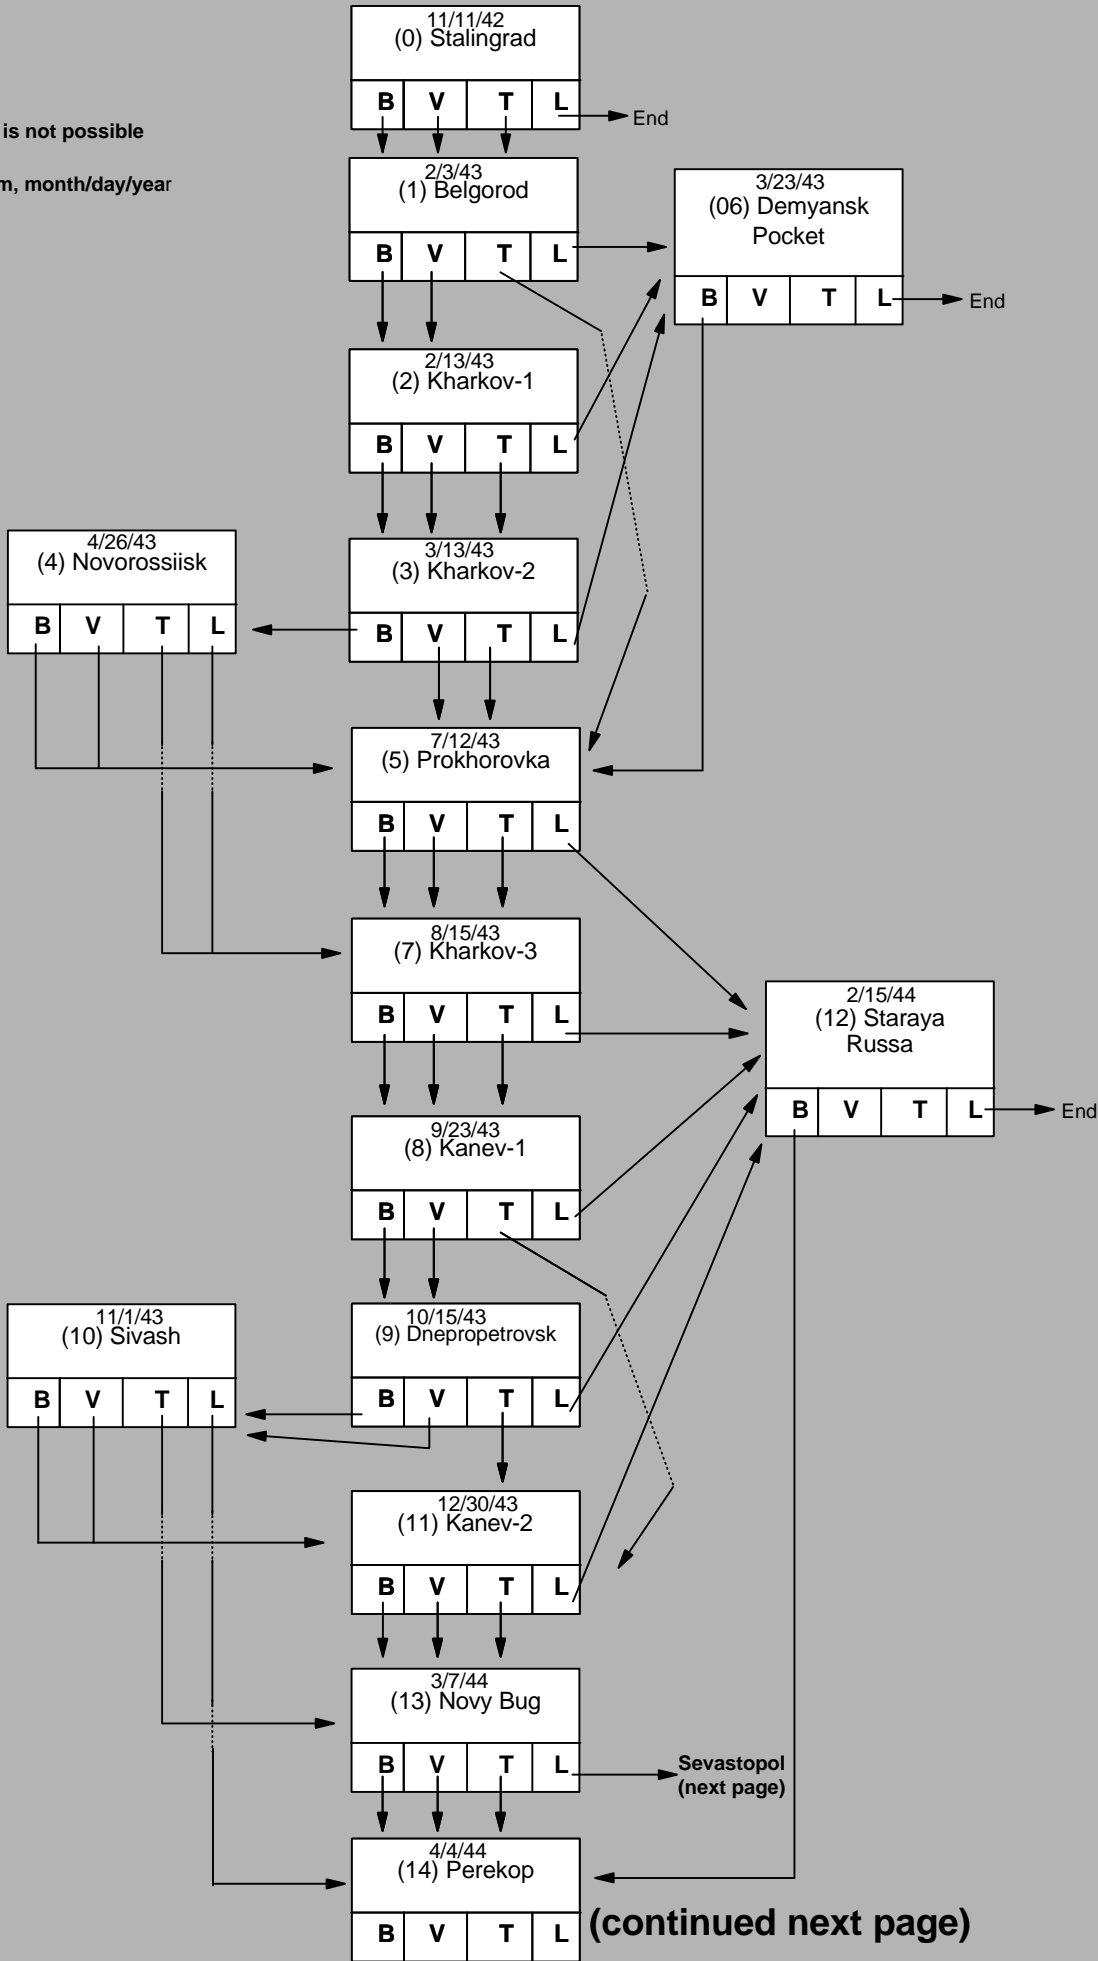 11/11/42
(0) Stalingrad
B V T L
End
is not possible
m, month/day/year
2/3/43
(1) Belgorod
B V T L
3/23/43
(06) Demyansk
Pocket
B V T L
End
2/13/43
(2) Kharkov-1
B V T L
4/26/43
(4) Novorossiisk
B V T L
3/13/43
(3) Kharkov-2
B V T L
7/12/43
(5) Prokhorovka
B V T L
8/15/43
(7) Kharkov-3
B V T L
2/15/44
(12) Staraya
Russa
B V T L
End
9/23/43
(8) Kanev-1
B V T L
11/1/43
(10) Sivash
B V T L
10/15/43
(9) Dnepropetrovsk
B V T L
12/30/43
(11) Kanev-2
B V T L
3/7/44
(13) Novy Bug
B V T L
Sevastopol
(next page)
4/4/44
(14) Perekop
B V T L
(continued next page)